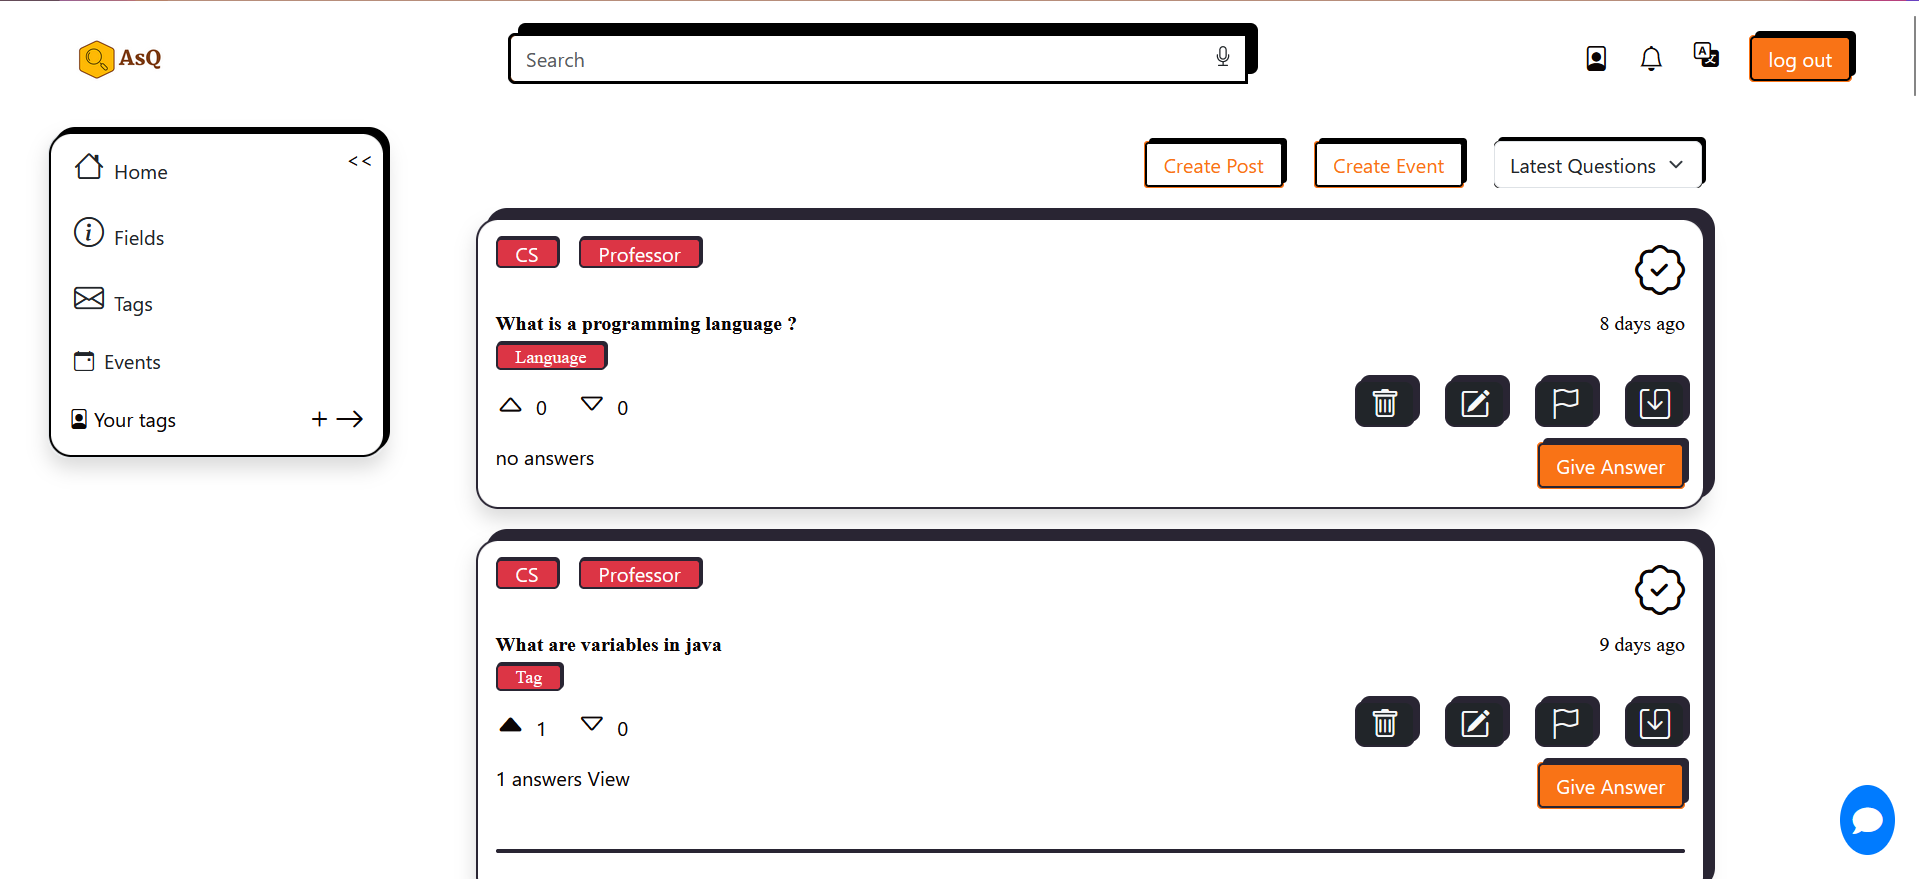 AsQ
Search
log out
Home
<<
Fields
Tags
Events
Your tags
+
Create Post
Create Event
Latest Questions
CS
Professor
What is a programming language ?
8 days ago
Language
0
0
no answers
Give Answer
CS
Professor
What are variables in java
9 days ago
Tag
1
0
1 answers View
Give Answer